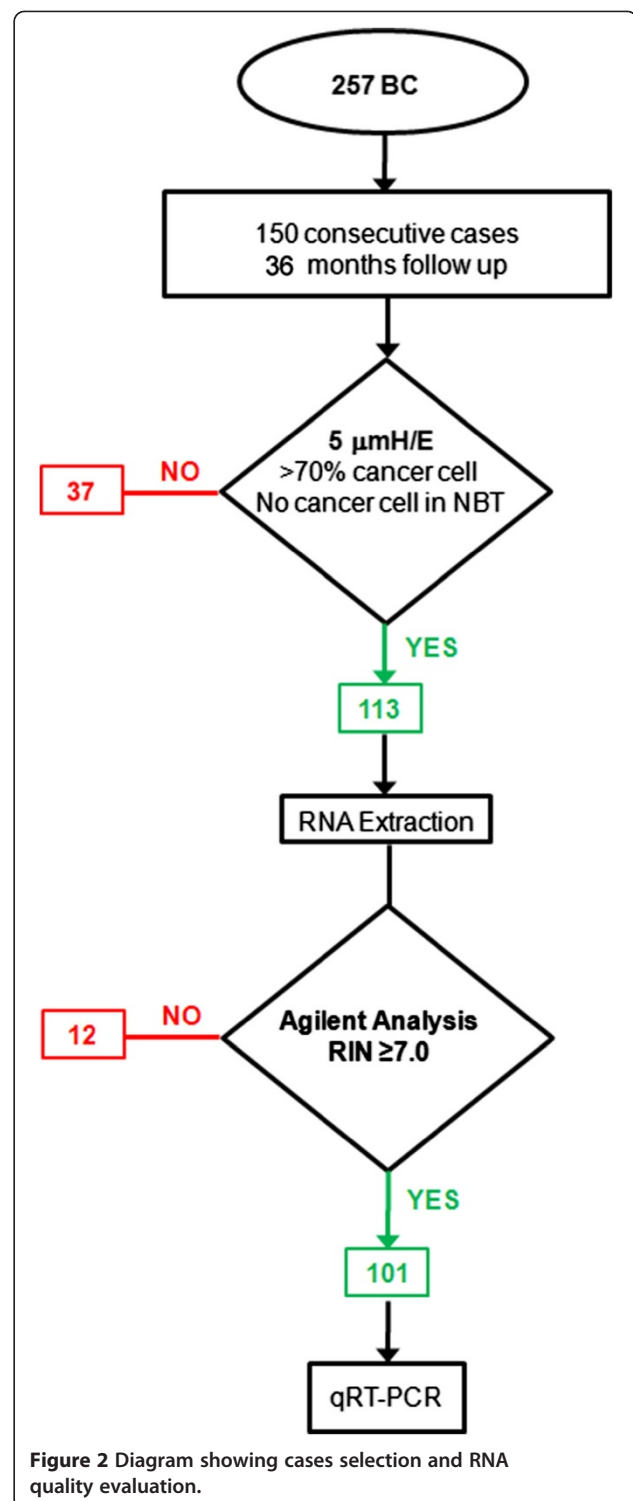 257 BC
150 consecutive cases
36 months follow up
5 μmH/E
>70% cancer cell
No cancer cell in NBT
NO
37
YES
113
RNA Extraction
Agilent Analysis
RIN ≥7.0
NO
12
YES
101
qRT-PCR
Figure 2 Diagram showing cases selection and RNA
quality evaluation.